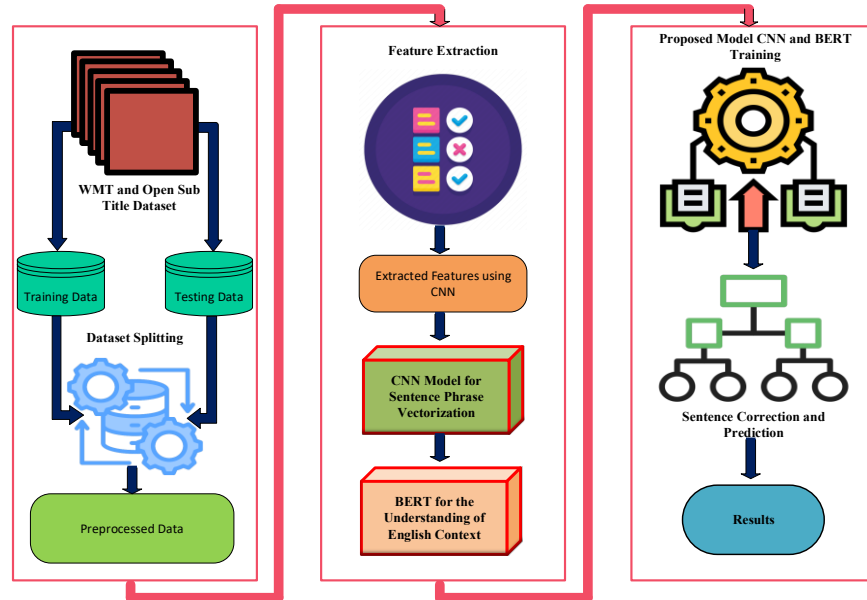 WMT and Open Sub
Title Dataset
Training Data
Testing Data
Dataset Splitting
Preprocessed Data
Feature Extraction
Extracted Features using
CNN
CNN Model for
Sentence Phrase
Vectorization
BERT for the
Understanding of
English Context
Proposed Model CNN and BERT
Training
Sentence Correction and
Prediction
Results